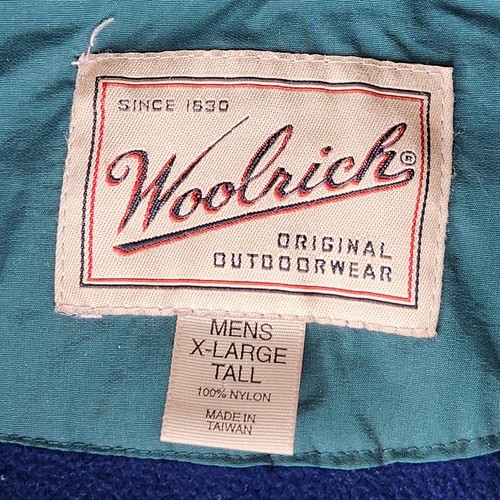 SINCE 1830
Woolrich®
ORIGINAL
OUTDOORWEAR
MENS
X-LARGE
TALL
100% NYLON
MADE IN
TAIWAN